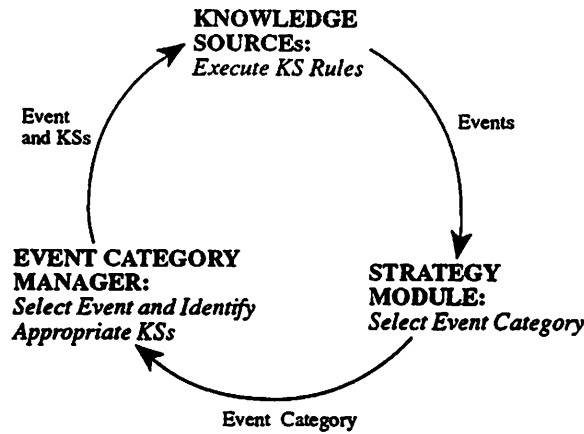 KNOWLEDGE
SOURCEs:
Execute KS Rules
Event
and KSs
Events
EVENT CATEGORY
MANAGER:
Select Event and Identify
Appropriate KSs
STRATEGY
MODULE:
Select Event Category
Event Category